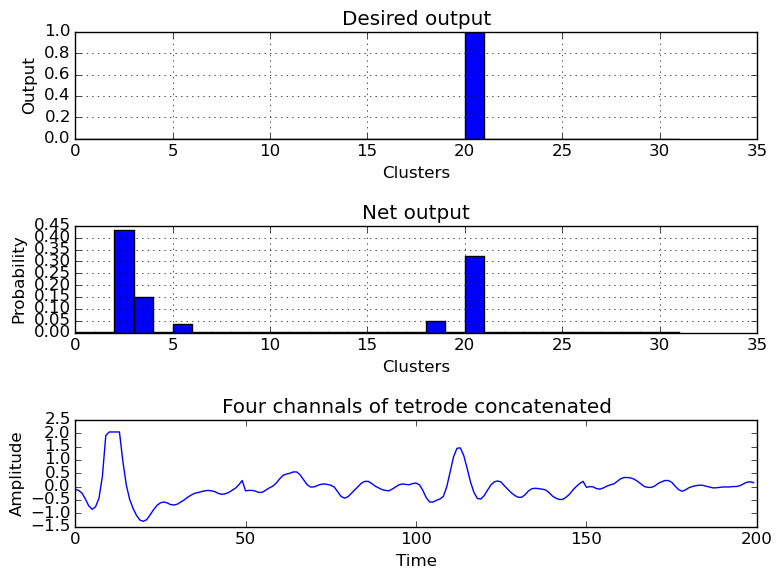 Desired output
1.0
0.8
0.6
0.4
0.2
0.0
Output
0 5 10 15 20 25 30 35
Clusters
Net output
0.45
0.40
0.35
0.30
0.25
0.20
0.15
0.10
0.05
0.00
Probability
0 5 10 15 20 25 30 35
Clusters
Four channals of tetrode concatenated
2.5
2.0
1.5
1.0
0.5
0.0
−0.5
−1.0
−1.5
Amplitude
0 50 100 150 200
Time